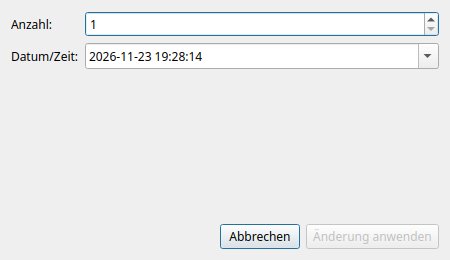 Anzahl: 1
Datum/Zeit: 2026-11-23 19:28:14
Abbrechen Änderung anwenden